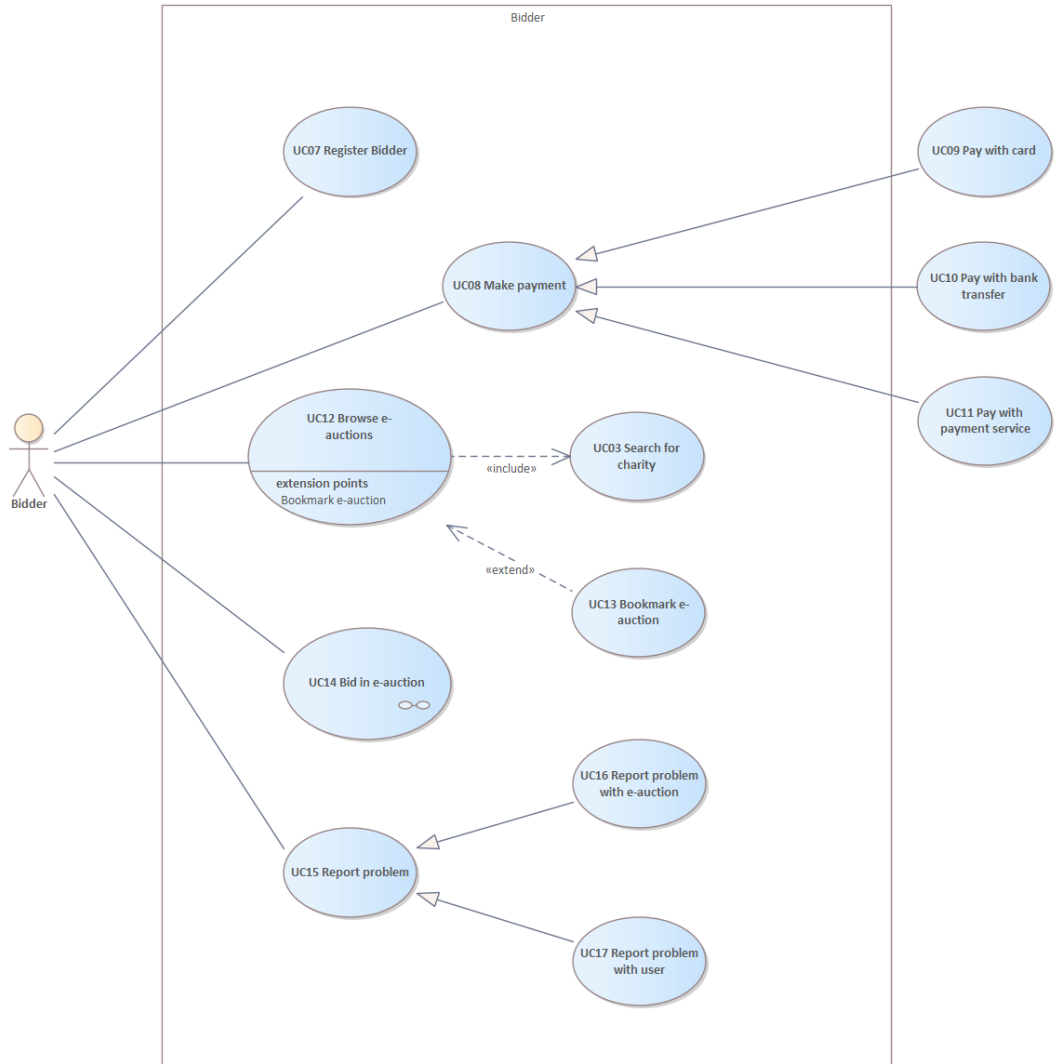 Bidder
UC07 Register Bidder
UC09 Pay with card
UC08 Make payment
UC10 Pay with bank
transfer
UC11 Pay with
payment service
UC12 Browse e-
auctions
extension points
Bookmark e-auction
«include»
UC03 Search for
charity
Bidder
«extend»
UC13 Bookmark e-
auction
UC14 Bid in e-auction
UC16 Report problem
with e-auction
UC15 Report problem
UC17 Report problem
with user